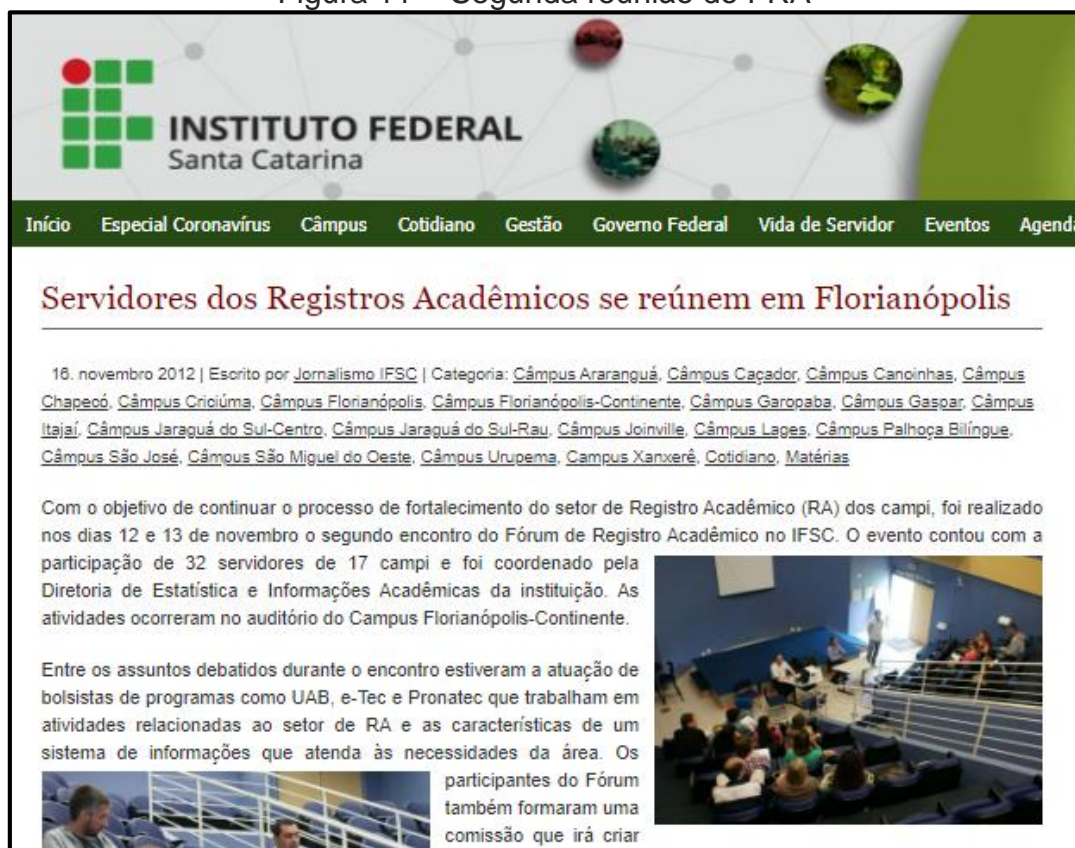 INSTITUTO FEDERAL
Santa Catarina
Início Especial Coronavírus Câmpus Cotidiano Gestão Governo Federal Vida de Servidor Eventos Agenda
Servidores dos Registros Acadêmicos se reúnem em Florianópolis
16. novembro 2012 | Escrito por Jornalismo IFSC | Categoria: Câmpus Araranguá, Câmpus Caçador, Câmpus Canoinhas, Câmpus
Chapecó, Câmpus Criciúma, Câmpus Florianópolis, Câmpus Florianópolis-Continente, Câmpus Garopaba, Câmpus Gaspar, Câmpus
Itajaí, Câmpus Jaraguá do Sul-Centro, Câmpus Jaraguá do Sul-Rau, Câmpus Joinville, Câmpus Lages, Câmpus Palhoça Bilíngue,
Câmpus São José, Câmpus São Miguel do Oeste, Câmpus Urupema, Campus Xanxerê, Cotidiano, Matérias
Com o objetivo de continuar o processo de fortalecimento do setor de Registro Acadêmico (RA) dos campi, foi realizado
nos dias 12 e 13 de novembro o segundo encontro do Fórum de Registro Acadêmico no IFSC. O evento contou com a
participação de 32 servidores de 17 campi e foi coordenado pela
Diretoria de Estatística e Informações Acadêmicas da instituição. As
atividades ocorreram no auditório do Campus Florianópolis-Continente.
Entre os assuntos debatidos durante o encontro estiveram a atuação de
bolsistas de programas como UAB, e-Tec e Pronatec que trabalham em
atividades relacionadas ao setor de RA e as características de um
sistema de informações que atenda às necessidades da área. Os
participantes do Fórum
também formaram uma
comissão que irá criar